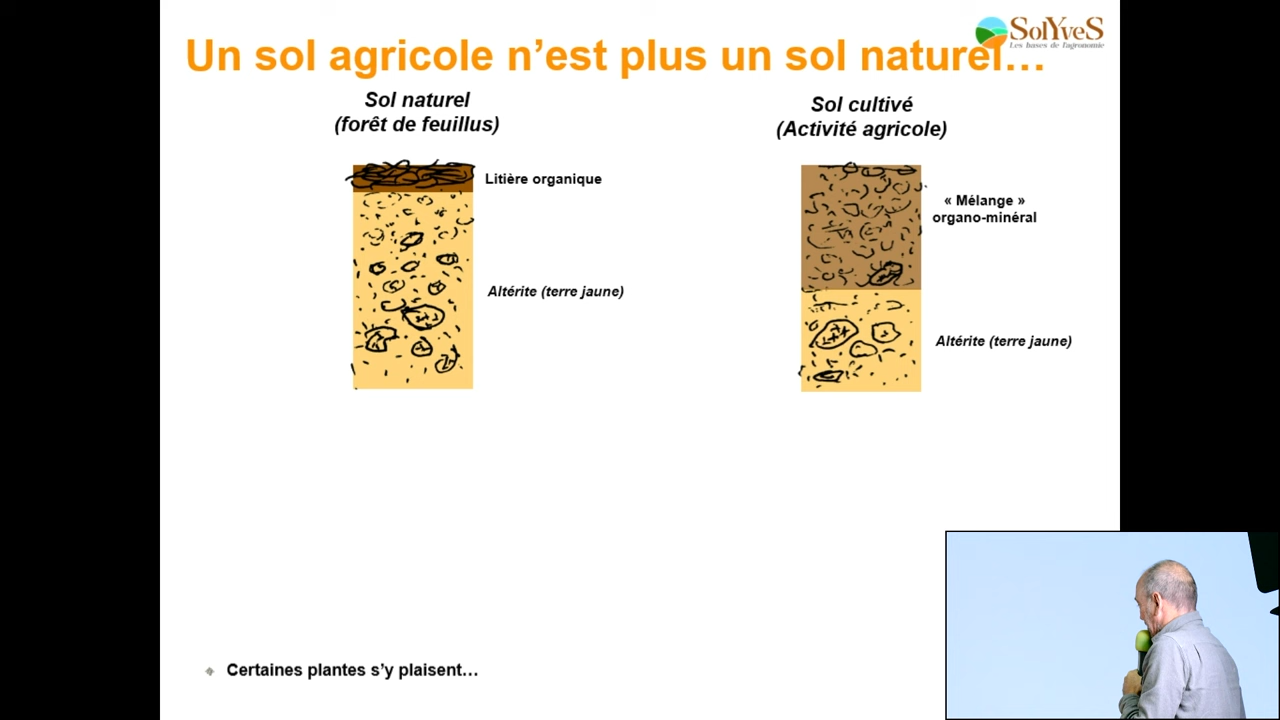 SolYveS
Les bases de l'agronomie
Un sol agricole n'est plus un sol naturel…
Sol naturel
(forêt de feuillus)
Sol cultivé
(Activité agricole)
Litière organique
« Mélange »
organo-minéral
Altérite (terre jaune)
Altérite (terre jaune)
Certaines plantes s'y plaisent…